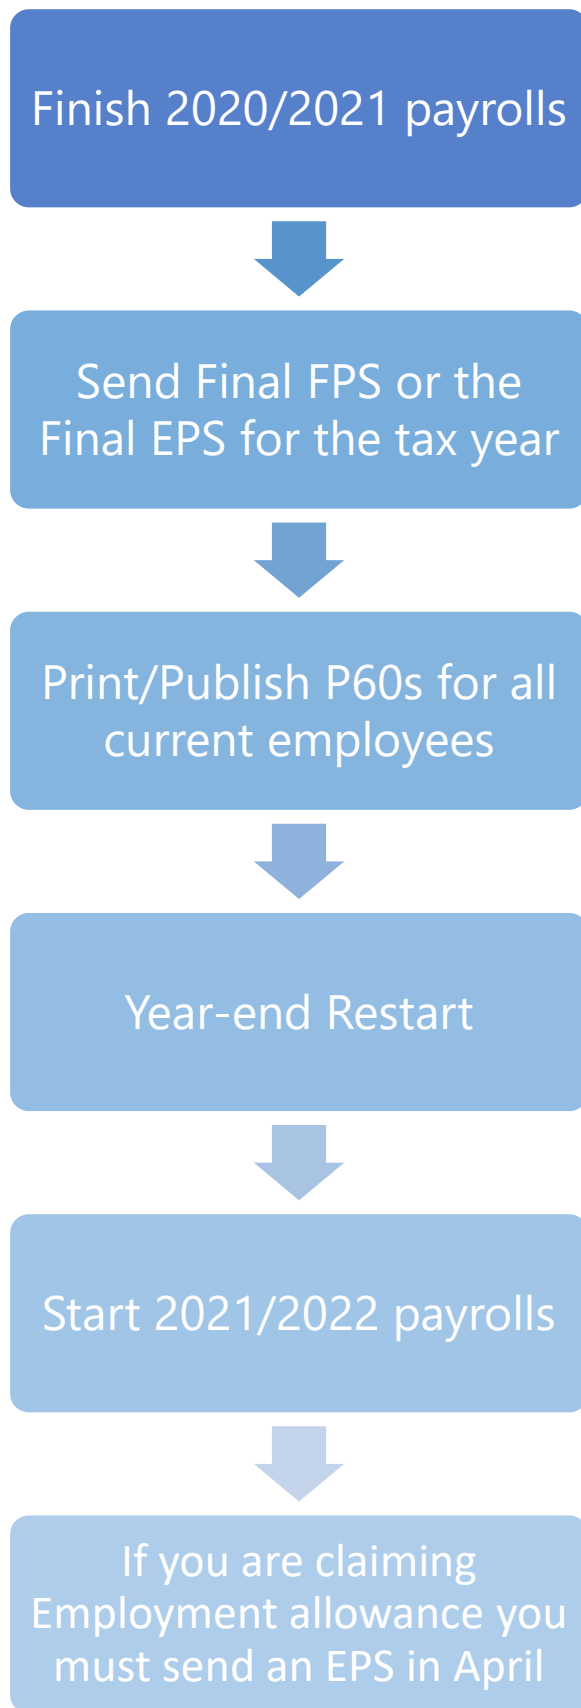 Finish 2020/2021 payrolls
Send Final FPS or the
Final EPS for the tax year
Print/Publish P60s for all
current employees
Year-end Restart
Start 2021/2022 payrolls
If you are claiming
Employment allowance you
must send an EPS in April